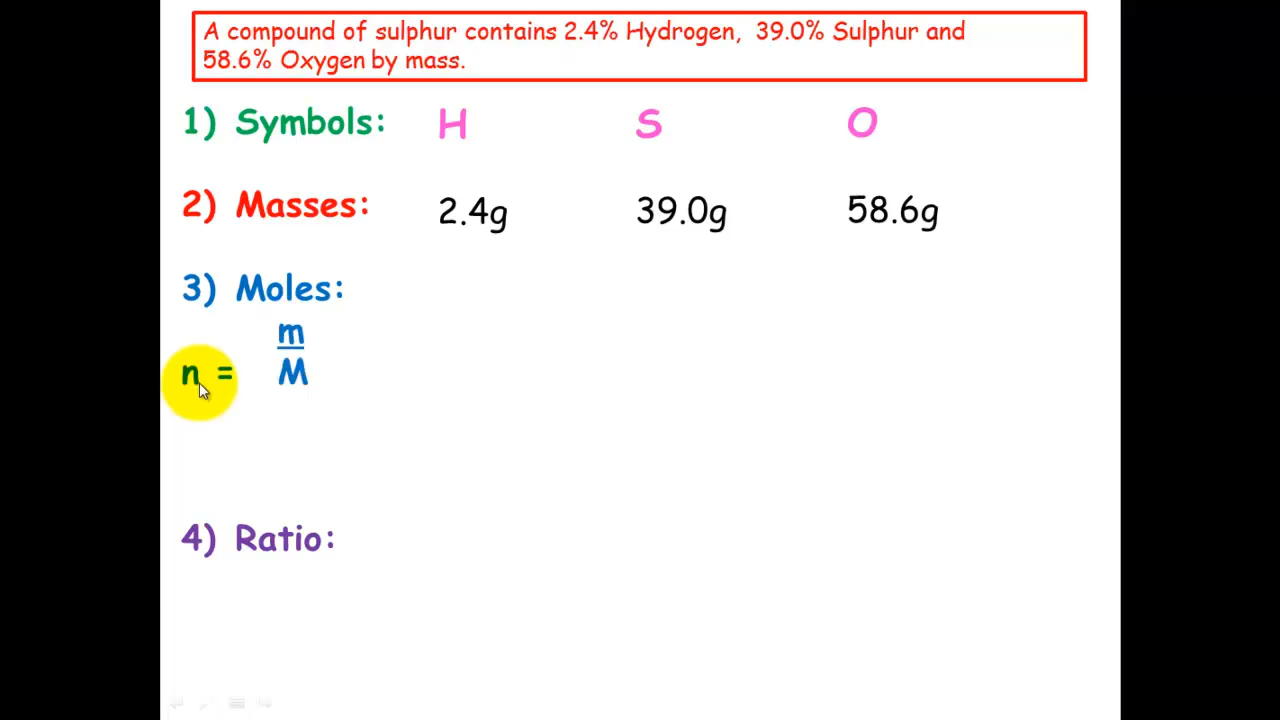 A compound of sulphur contains 2.4% Hydrogen, 39.0% Sulphur and
58.6% Oxygen by mass.
1) Symbols: H S O
2) Masses: 2.4g 39.0g 58.6g
3) Moles:
m
n = M
4) Ratio: